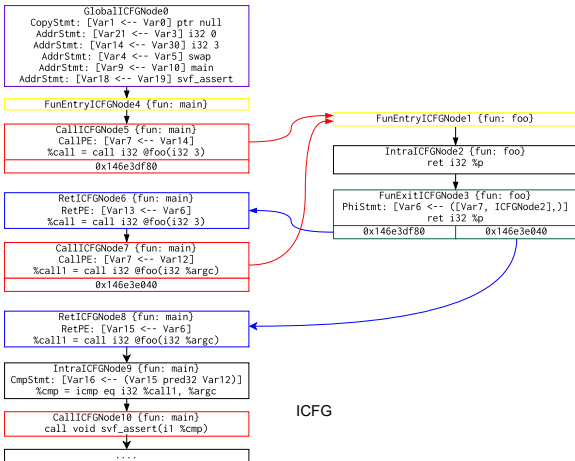 GlobalICFGNode0
CopyStmt: [Var1 <-- Var0] ptr null
AddrStmt: [Var21 <-- Var3] i32 0
AddrStmt: [Var14 <-- Var30] i32 3
AddrStmt: [Var4 <-- Var5] swap
AddrStmt: [Var9 <-- Var10] main
AddrStmt: [Var18 <-- Var19] svf_assert
FunEntryICFGNode4 {fun: main}
CallICFGNode5 {fun: main}
CallPE: [Var7 <-- Var14]
%call = call i32 @foo(i32 3)
0x146e3df80
RetICFGNode6 {fun: main}
RetPE: [Var13 <-- Var6]
%call = call i32 @foo(i32 3)
CallICFGNode7 {fun: main}
CallPE: [Var7 <-- Var12]
%call1 = call i32 @foo(i32 %argc)
0x146e3e040
RetICFGNode8 {fun: main}
RetPE: [Var15 <-- Var6]
%call1 = call i32 @foo(i32 %argc)
IntraICFGNode9 {fun: main}
CmpStmt: [Var16 <-- (Var15 pred32 Var12)]
%cmp = icmp eq i32 %call1, %argc
CallICFGNode10 {fun: main}
call void svf_assert(i1 %cmp)
....
FunEntryICFGNode1 {fun: foo}
IntraICFGNode2 {fun: foo}
ret i32 %p
FunExitICFGNode3 {fun: foo}
PhiStmt: [Var6 <-- ([Var7, ICFGNode2],)]
ret i32 %p
0x146e3df80 0x146e3e040
ICFG